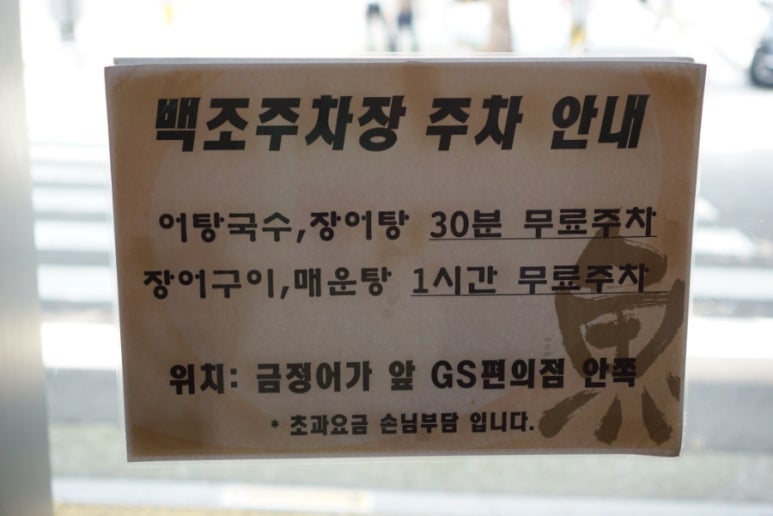 백조주차장 주차 안내
어탕국수,장어탕 30분 무료주차
장어구이,매운탕 1시간 무료주차
위치: 금정어가 앞 GS편의점 안쪽
* 초과요금 손님부담 입니다.